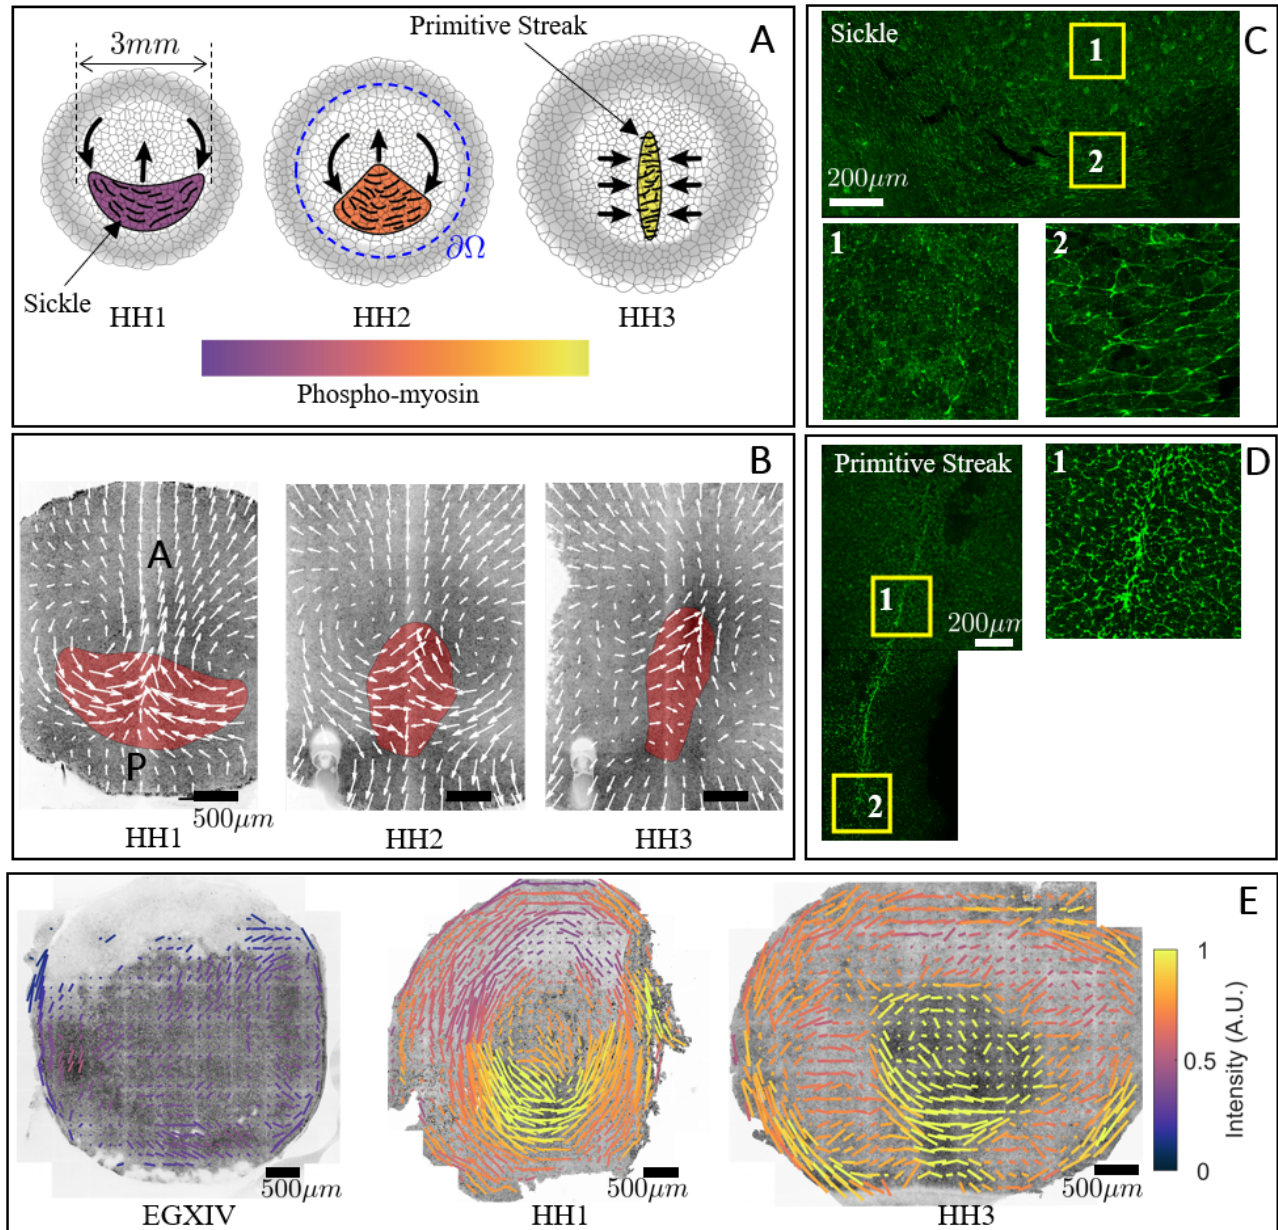 A
3mm
Primitive Streak
∂Ω
Sickle
HH1
HH2
HH3
Phospho-myosin
B
A
P
500μm
HH1
HH2
HH3
C
Sickle
1
2
200μm
1
2
D
Primitive Streak
1
200μm
2
1
E
500μm
500μm
500μm
EGXIV
HH1
HH3
1
0.5
0
Intensity (A.U.)